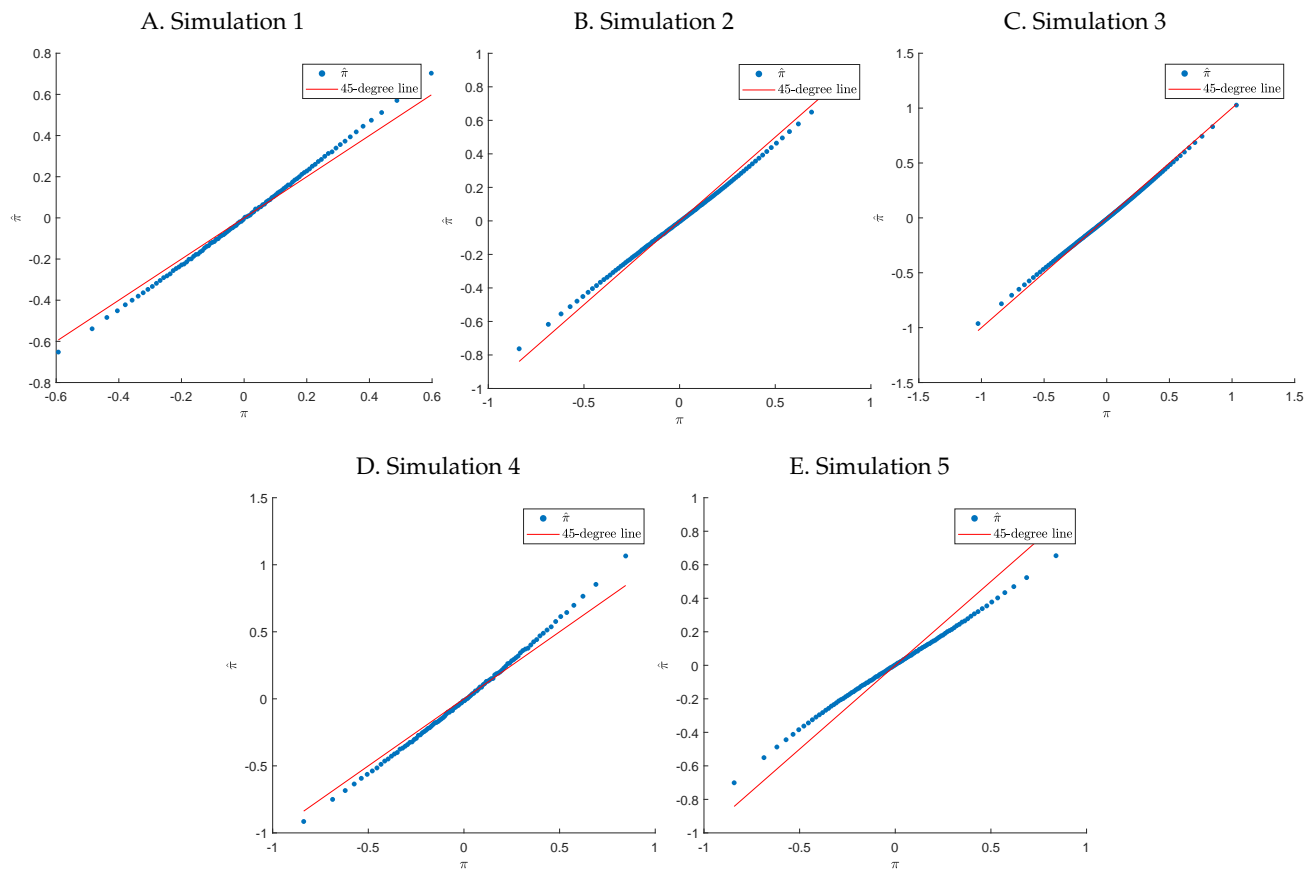 A. Simulation 1
0.8
0.6
0.4
0.2
0
-0.2
-0.4
-0.6
-0.8
-0.6
-0.4
-0.2
0
0.2
0.4
0.6
π
π̂
π̂
45-degree line
B. Simulation 2
1
0.8
0.6
0.4
0.2
0
-0.2
-0.4
-0.6
-0.8
-1
-1
-0.5
0
0.5
1
π
π̂
π̂
45-degree line
C. Simulation 3
1.5
1
0.5
0
-0.5
-1
-1.5
-1.5
-1
-0.5
0
0.5
1
1.5
π
π̂
π̂
45-degree line
D. Simulation 4
1.5
1
0.5
0
-0.5
-1
-1
-0.5
0
0.5
1
π
π̂
π̂
45-degree line
E. Simulation 5
1
0.8
0.6
0.4
0.2
0
-0.2
-0.4
-0.6
-0.8
-1
-1
-0.5
0
0.5
1
π
π̂
π̂
45-degree line